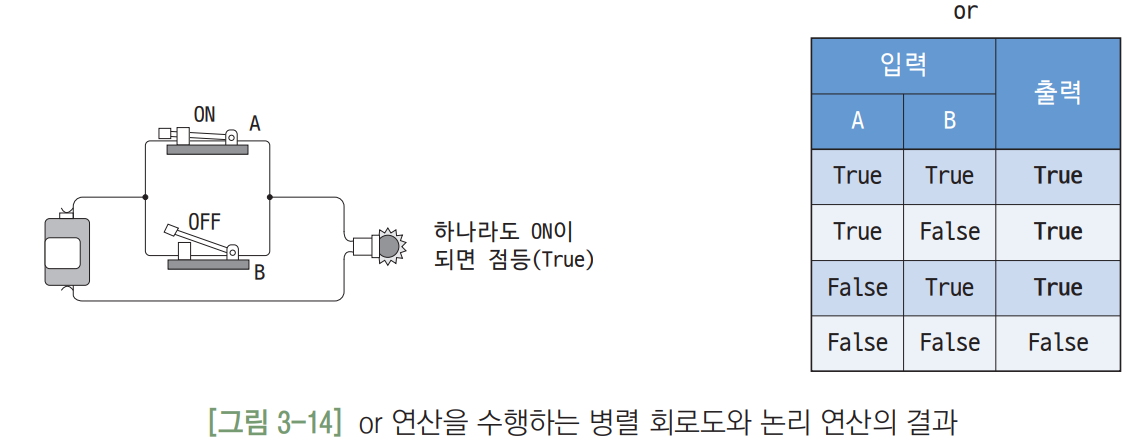 or
ON
A
OFF
B
하나라도 ON이
되면 점등(True)
입력 출력
A B
True True True
True False True
False True True
False False False
[그림 3-14] or 연산을 수행하는 병렬 회로도와 논리 연산의 결과